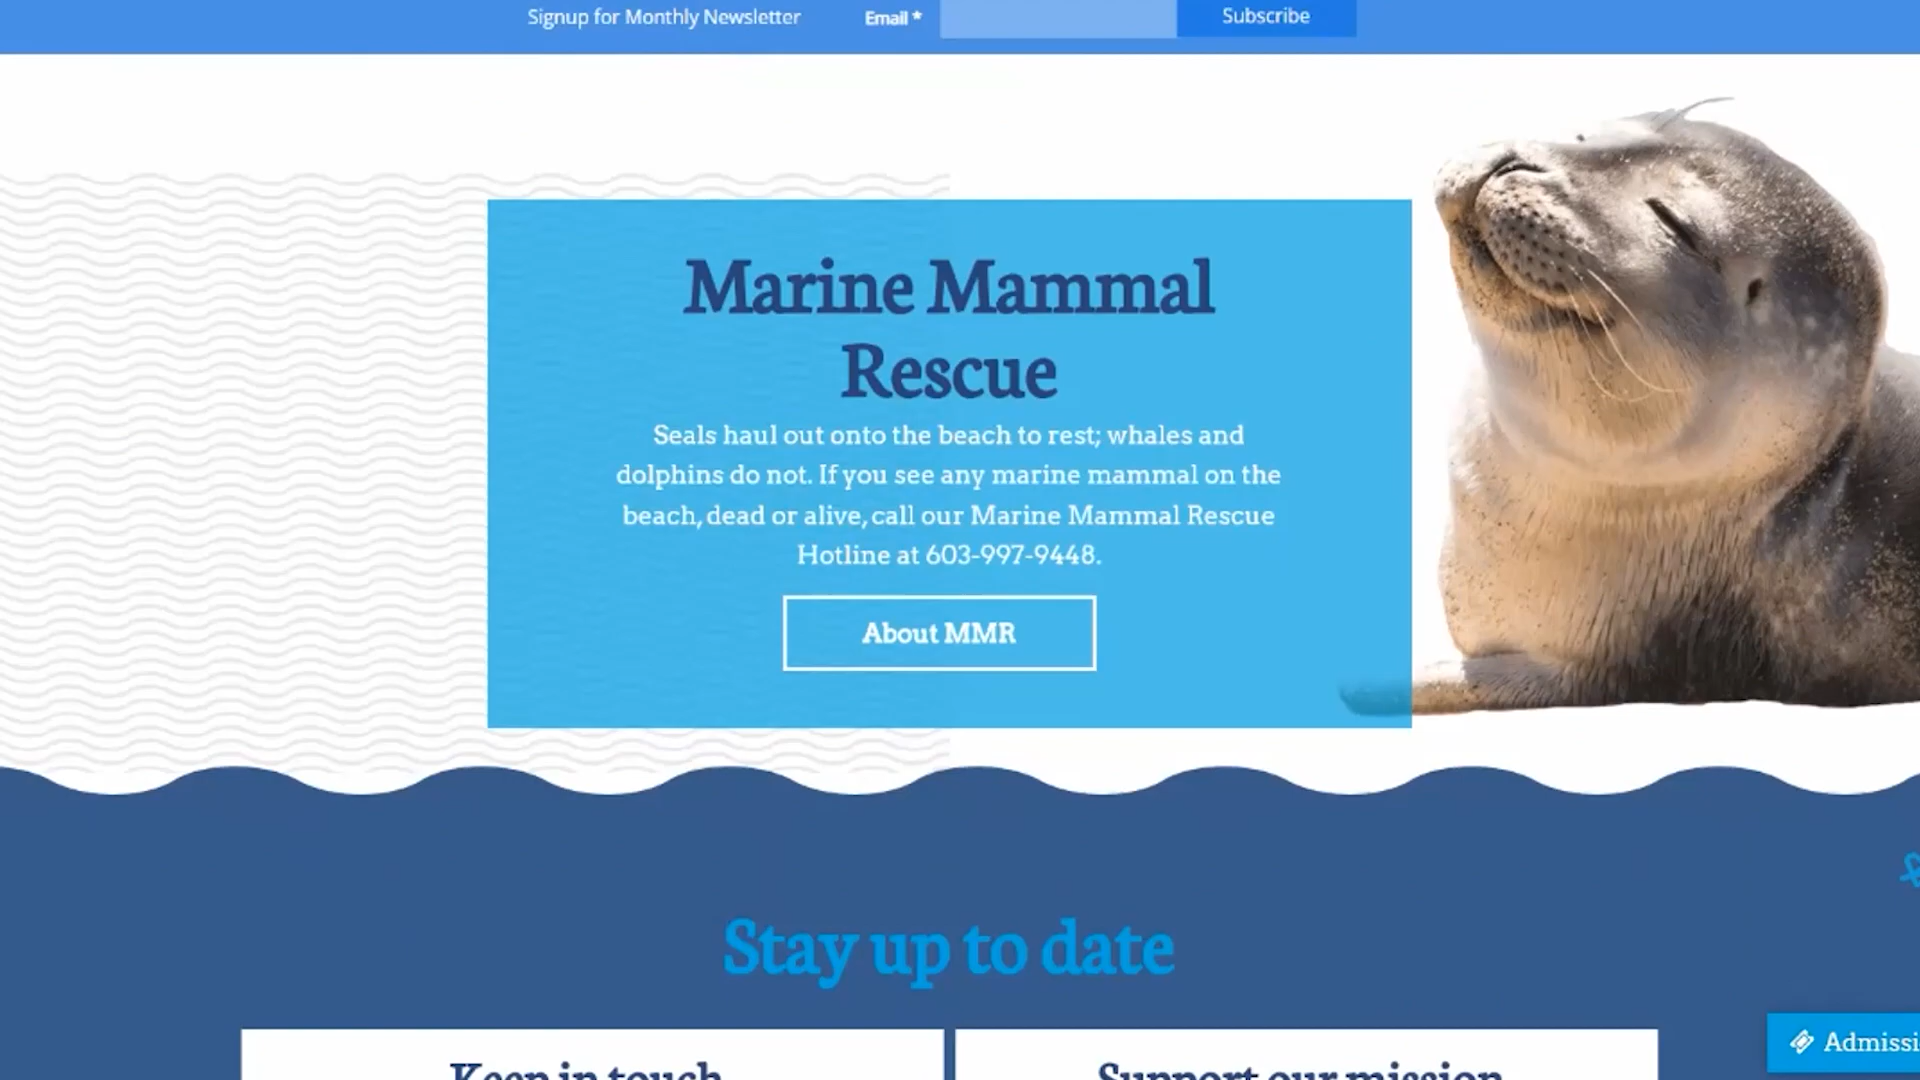 Signup for Monthly Newsletter Email * Subscribe
Marine Mammal
Rescue
Seals haul out onto the beach to rest; whales and
dolphins do not. If you see any marine mammal on the
beach, dead or alive, call our Marine Mammal Rescue
Hotline at 603-997-9448.
About MMR
Stay up to date
Keep in touch
Support our mission